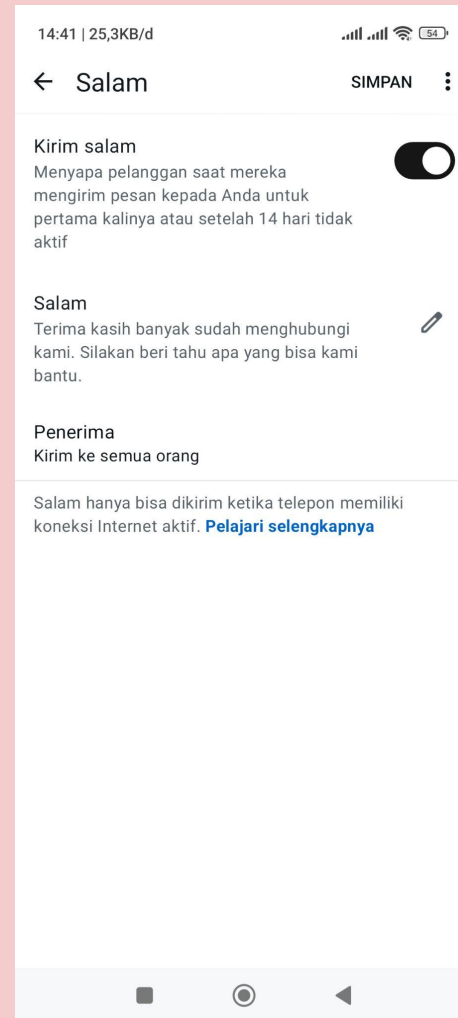 14:41 | 25,3KB/d
54
Salam
SIMPAN
Kirim salam
Menyapa pelanggan saat mereka
mengirim pesan kepada Anda untuk
pertama kalinya atau setelah 14 hari tidak
aktif
Salam
Terima kasih banyak sudah menghubungi
kami. Silakan beri tahu apa yang bisa kami
bantu.
Penerima
Kirim ke semua orang
Salam hanya bisa dikirim ketika telepon memiliki
koneksi Internet aktif. Pelajari selengkapnya